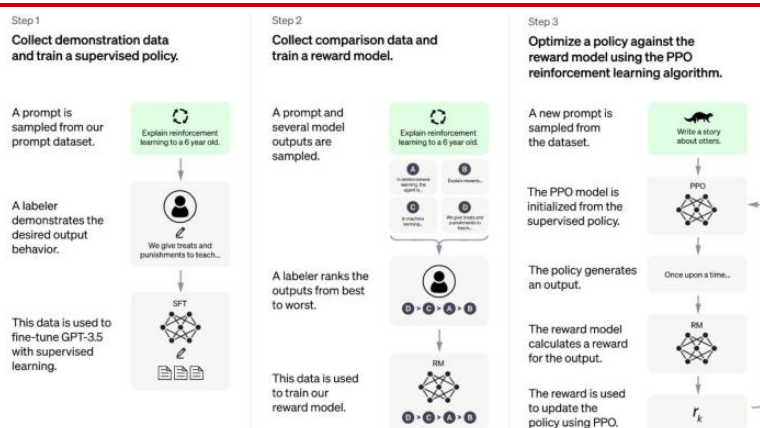 Step 1
Collect demonstration data
and train a supervised policy.
A prompt is
sampled from our
prompt dataset.
Explain reinforcement
learning to a 6 year old.
A labeler
demonstrates the
desired output
behavior.
We give treats and
punishments to teach...
This data is used to
fine-tune GPT-3.5
with supervised
learning.
SFT
Step 2
Collect comparison data and
train a reward model.
A prompt and
several model
outputs are
sampled.
Explain reinforcement
learning to a 6 year old.
A
In reinforcement
learning, the
agent is...
B
Explain rewards...
C
In machine
learning...
D
We give treats and
punishments to
teach...
A labeler ranks the
outputs from best
to worst.
D > C > A > B
This data is used
to train our
reward model.
RM
D > C > A > B
Step 3
Optimize a policy against the
reward model using the PPO
reinforcement learning algorithm.
A new prompt is
sampled from
the dataset.
Write a story
about otters.
The PPO model is
initialized from the
supervised policy.
PPO
The policy generates
an output.
Once upon a time...
The reward model
calculates a reward
for the output.
RM
The reward is used
to update the
policy using PPO.
r_k